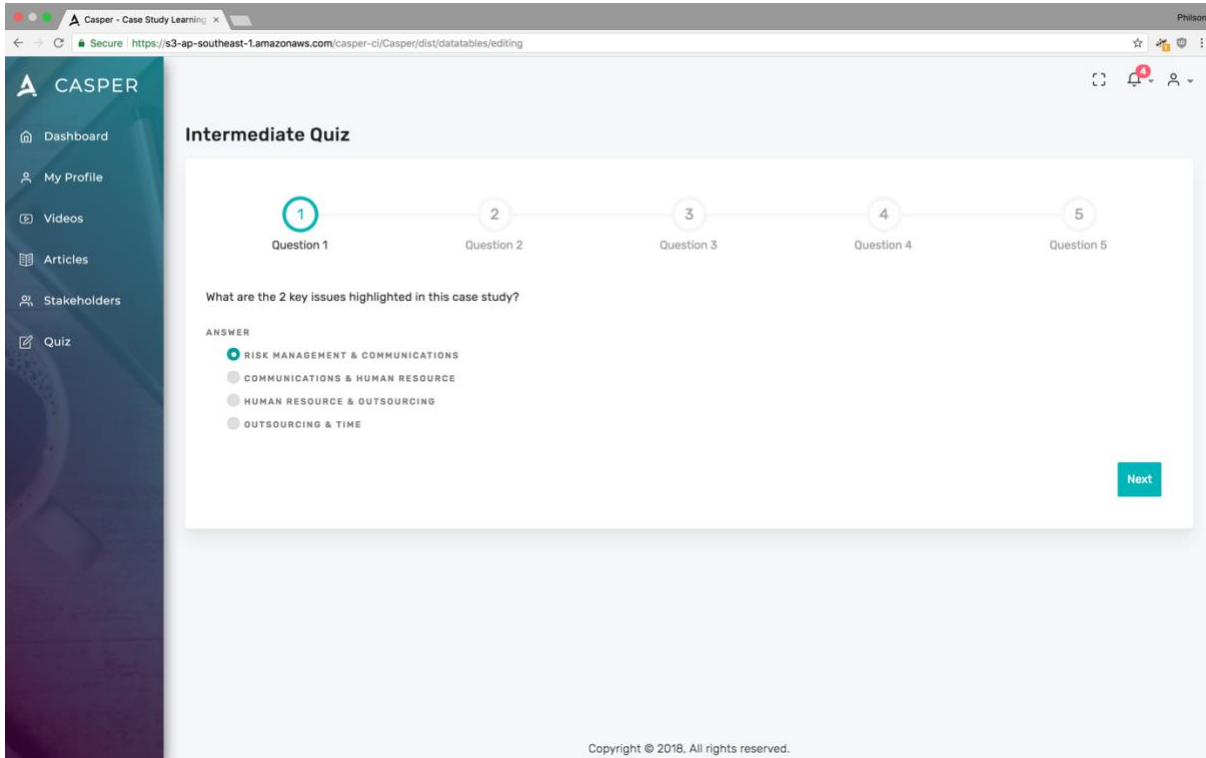 Casper - Case Study Learning
Philson
Secure https://s3-ap-southeast-1.amazonaws.com/casper-ci/Casper/dist/datatables/editing
CASPER
4
Dashboard
My Profile
Videos
Articles
Stakeholders
Quiz
Intermediate Quiz
1 2 3 4 5
Question 1 Question 2 Question 3 Question 4 Question 5
What are the 2 key issues highlighted in this case study?
ANSWER
RISK MANAGEMENT & COMMUNICATIONS
COMMUNICATIONS & HUMAN RESOURCE
HUMAN RESOURCE & OUTSOURCING
OUTSOURCING & TIME
Next
Copyright © 2018, All rights reserved.